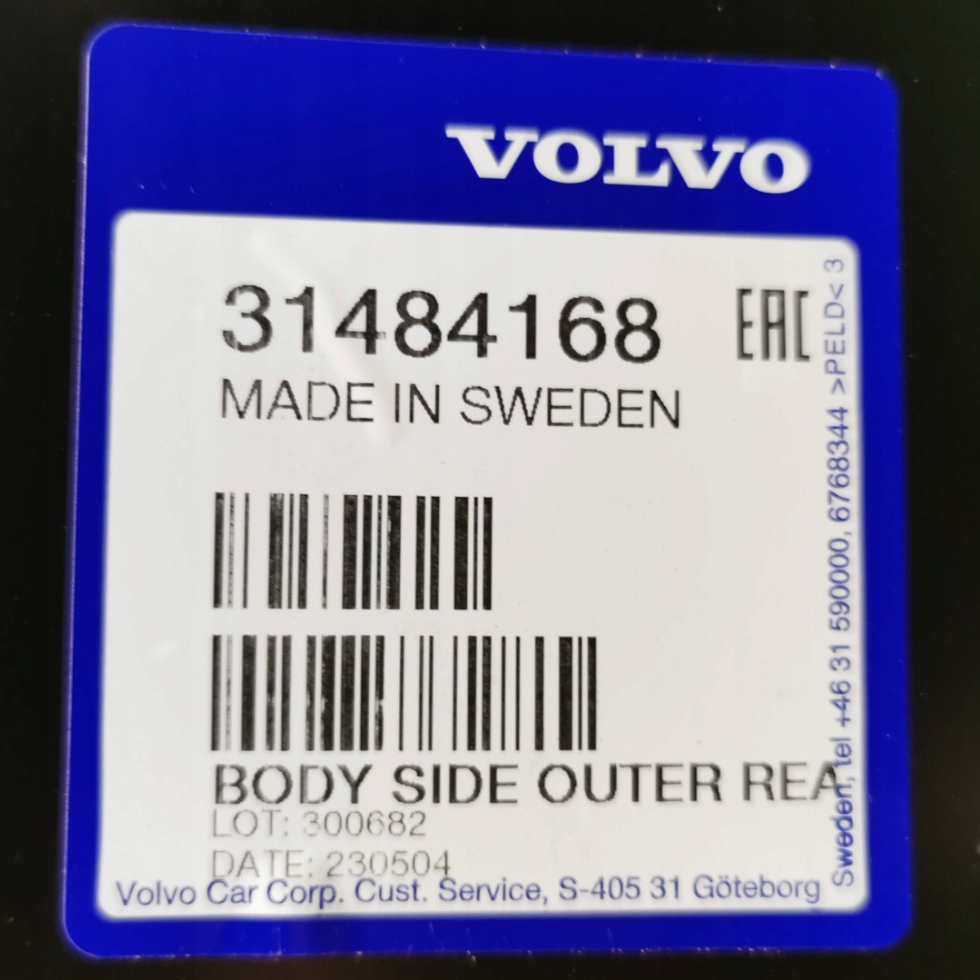 VOLVO
31484168
EAC
MADE IN SWEDEN
BODY SIDE OUTER REA
LOT: 300682
DATE: 230504
Volvo Car Corp. Cust. Service, S-405 31 Göteborg
Sweden, tel +46 31 590000, 6768344 >PELD< 3